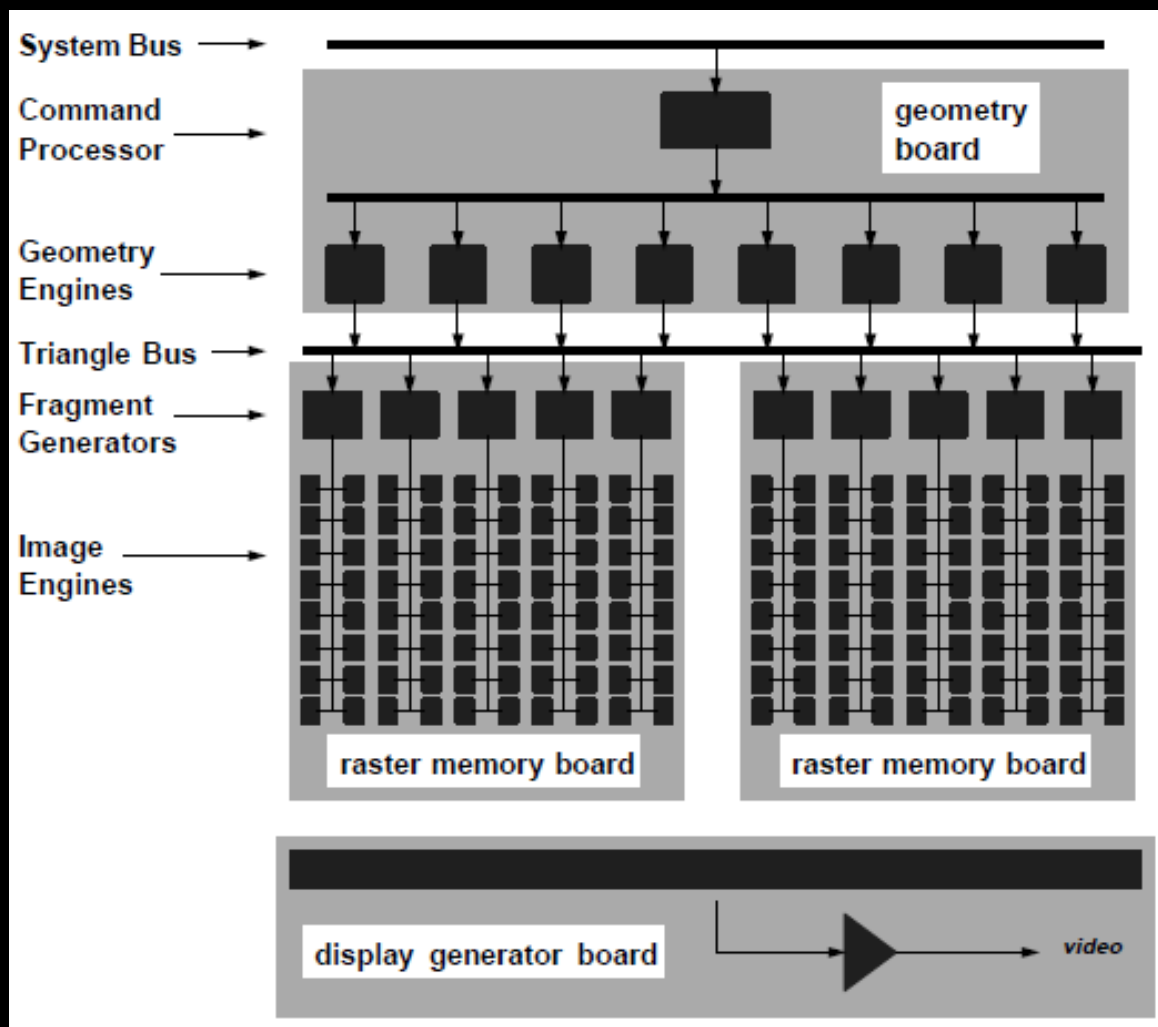 System Bus
Command
Processor
geometry
board
Geometry
Engines
Triangle Bus
Fragment
Generators
Image
Engines
raster memory board
raster memory board
display generator board
video